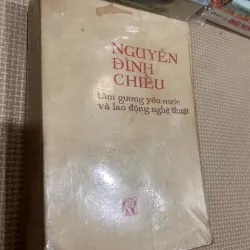 NGUYỄN
ĐÌNH
CHIỂU
tấm gương yêu nước
và lao động nghệ thuật